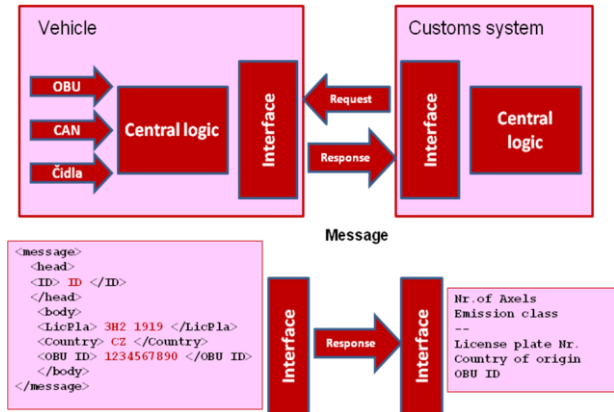 Vehicle
Customs system
OBU
CAN
Čidla
Central logic
Interface
Request
Response
Interface
Central
logic
Message
<message>
<head>
<ID> ID </ID>
</head>
<body>
<LicPla> 3H2 1919 </LicPla>
<Country> CZ </Country>
<OBU ID> 1234567890 </OBU ID>
</body>
</message>
Interface
Response
Interface
Nr.of Axels
Emission class
--
License plate Nr.
Country of origin
OBU ID